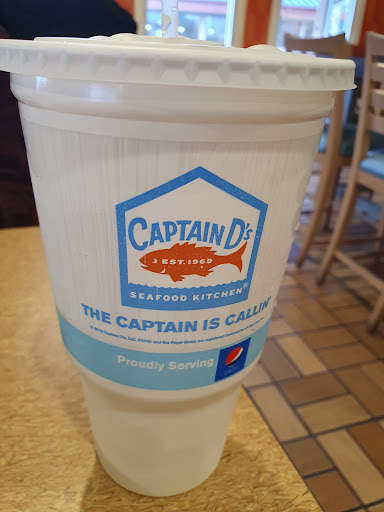 CAPTAIN D's
EST. 1969
SEAFOOD KITCHEN®
THE CAPTAIN IS CALLIN'
Proudly Serving